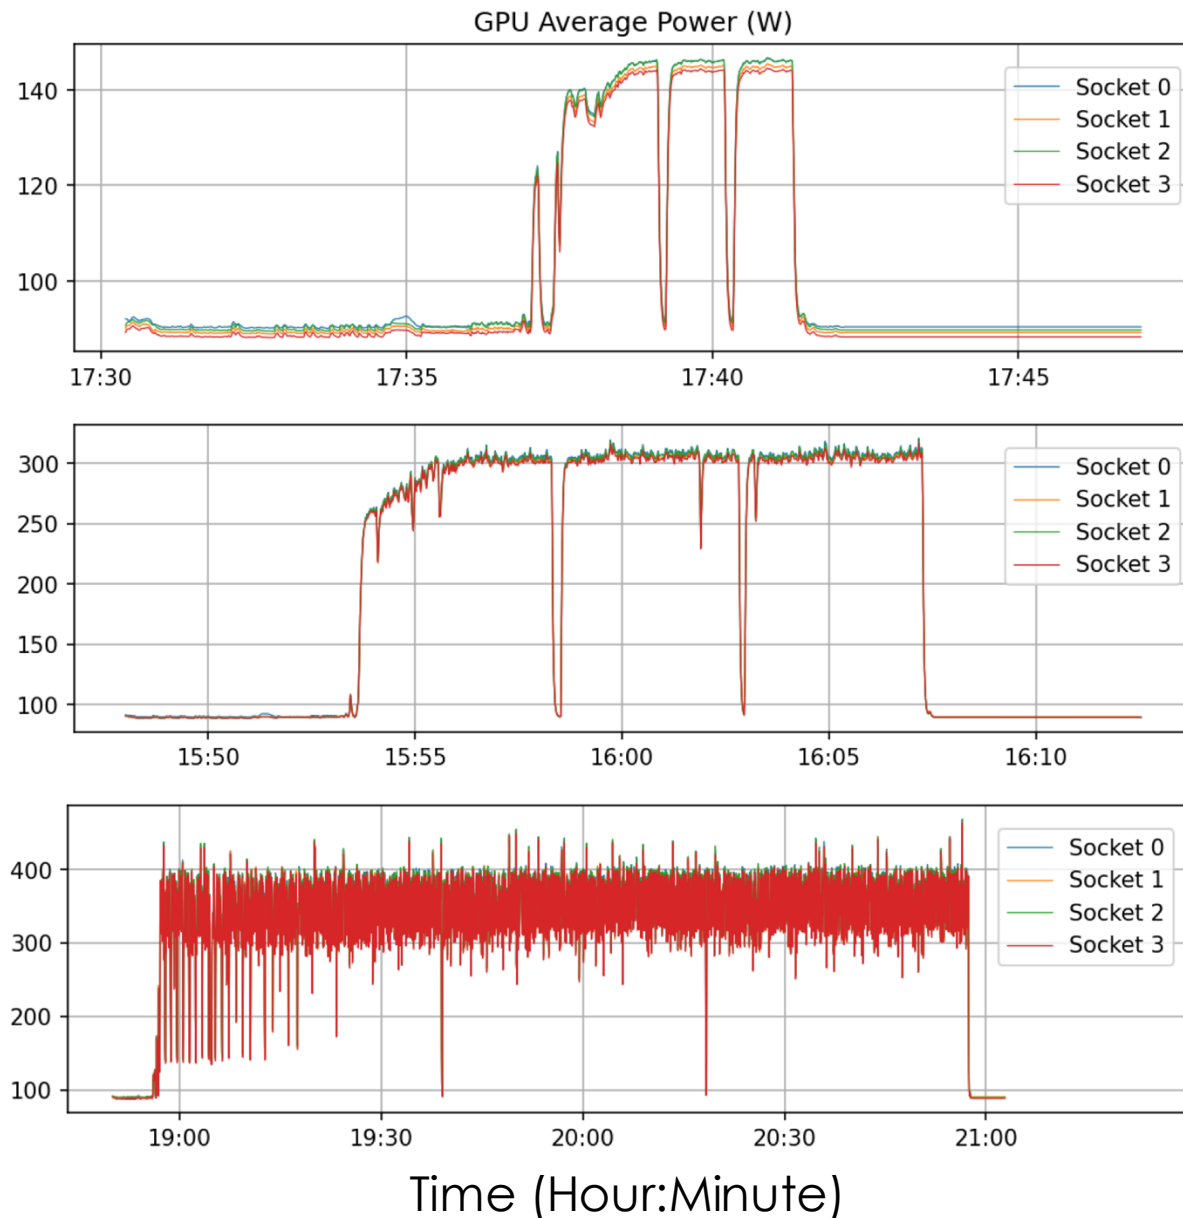 GPU Average Power (W)
140
120
100
Socket 0
Socket 1
Socket 2
Socket 3
17:30 17:35 17:40 17:45
300
250
200
150
100
Socket 0
Socket 1
Socket 2
Socket 3
15:50 15:55 16:00 16:05 16:10
400
300
200
100
Socket 0
Socket 1
Socket 2
Socket 3
19:00 19:30 20:00 20:30 21:00
Time (Hour:Minute)